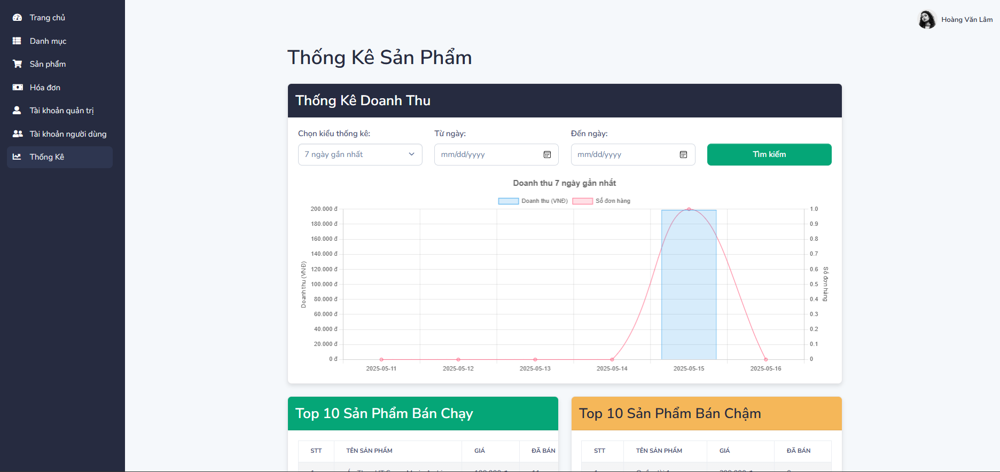 Trang chủ
Danh mục
Sản phẩm
Hóa đơn
Tài khoản quản trị
Tài khoản người dùng
Thống Kê
Hoàng Văn Lâm
Thống Kê Sản Phẩm
Thống Kê Doanh Thu
Chọn kiểu thống kê:
Từ ngày:
Đến ngày:
7 ngày gần nhất
mm/dd/yyyy
mm/dd/yyyy
Tìm kiếm
Doanh thu 7 ngày gần nhất
Doanh thu (VNĐ)
Số đơn hàng
200.000 đ
180.000 đ
160.000 đ
140.000 đ
120.000 đ
100.000 đ
80.000 đ
60.000 đ
40.000 đ
20.000 đ
0 đ
Doanh thu (VNĐ)
1.0
0.9
0.8
0.7
0.6
0.5
0.4
0.3
0.2
0.1
0
Số đơn hàng
2025-05-11
2025-05-12
2025-05-13
2025-05-14
2025-05-15
2025-05-16
Top 10 Sản Phẩm Bán Chạy
STT TÊN SẢN PHẨM GIÁ ĐÃ BÁN
Top 10 Sản Phẩm Bán Chậm
STT TÊN SẢN PHẨM GIÁ ĐÃ BÁN